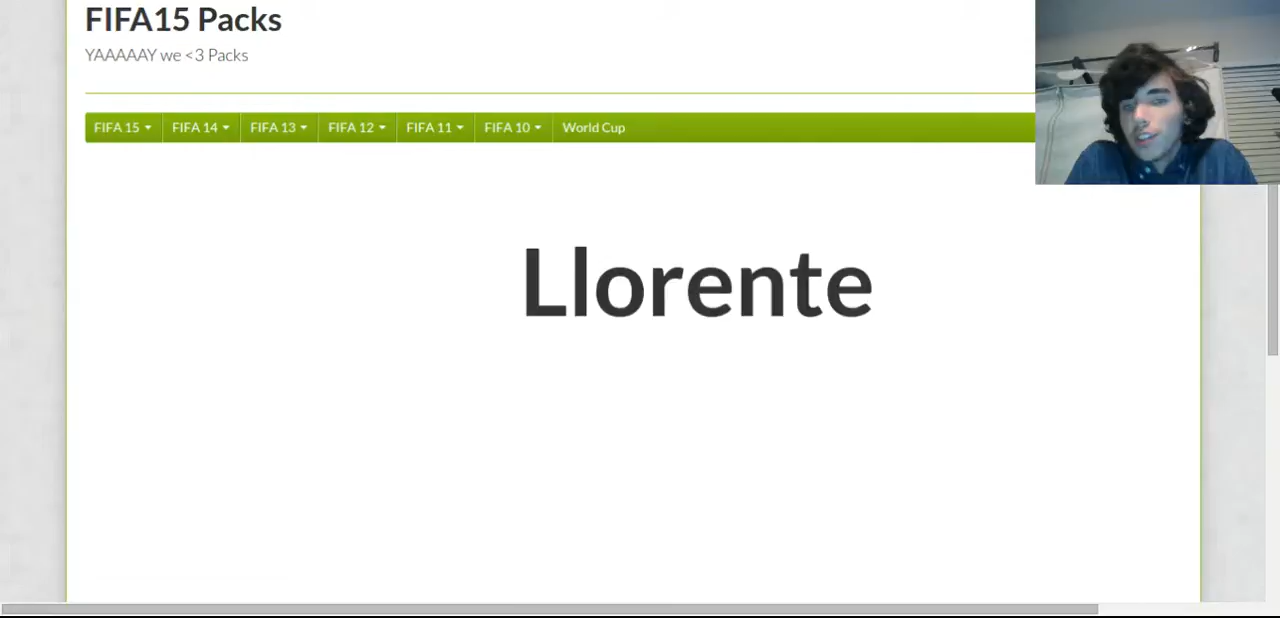 FIFA15 Packs
YAAAAAY we <3 Packs
FIFA 15 FIFA 14 FIFA 13 FIFA 12 FIFA 11 FIFA 10 World Cup
Llorente